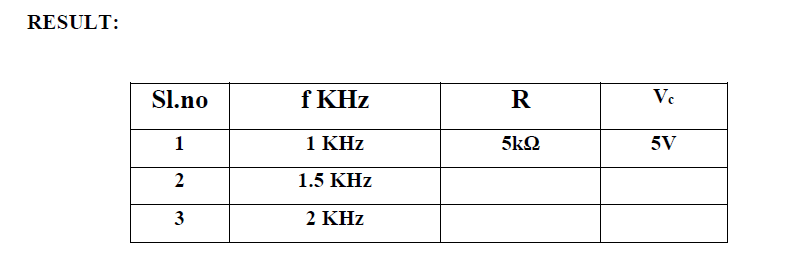 RESULT:
Sl.no f KHz R Vc
1 1 KHz 5kΩ 5V
2 1.5 KHz
3 2 KHz